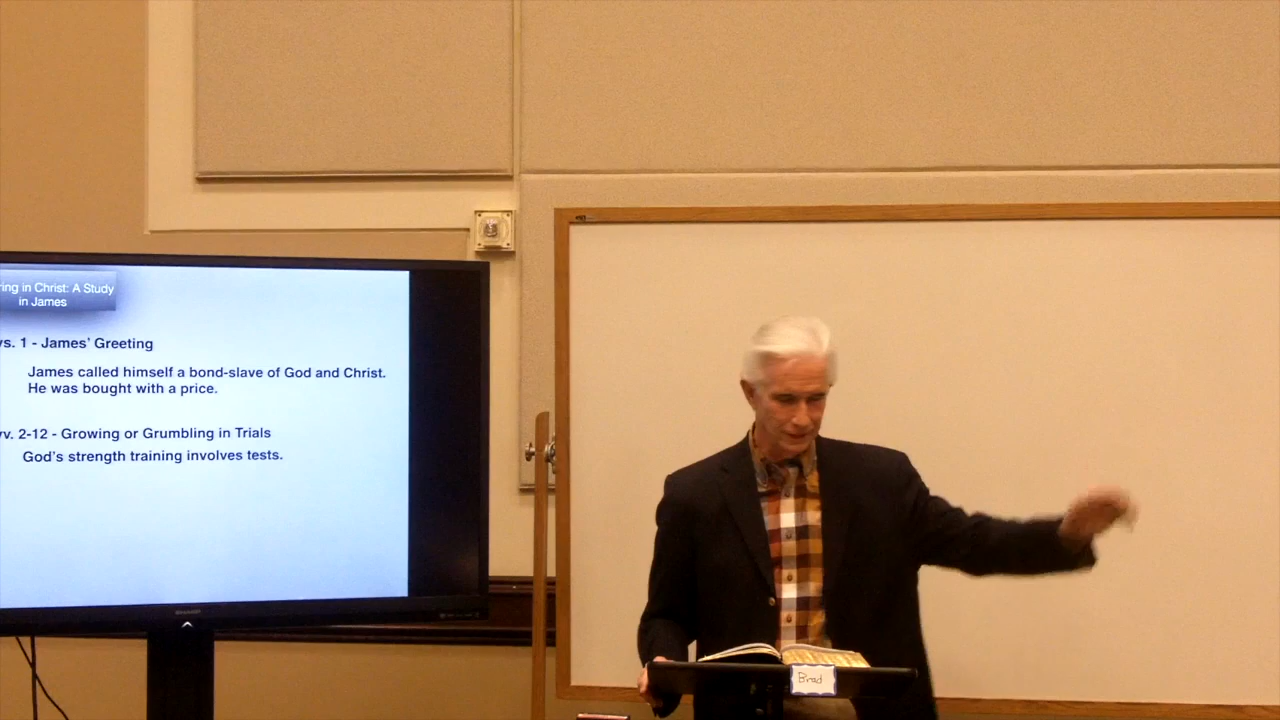 ring in Christ: A Study
in James
vs. 1 - James' Greeting
James called himself a bond-slave of God and Christ.
He was bought with a price.
vv. 2-12 - Growing or Grumbling in Trials
God's strength training involves tests.
SHARP
Brad